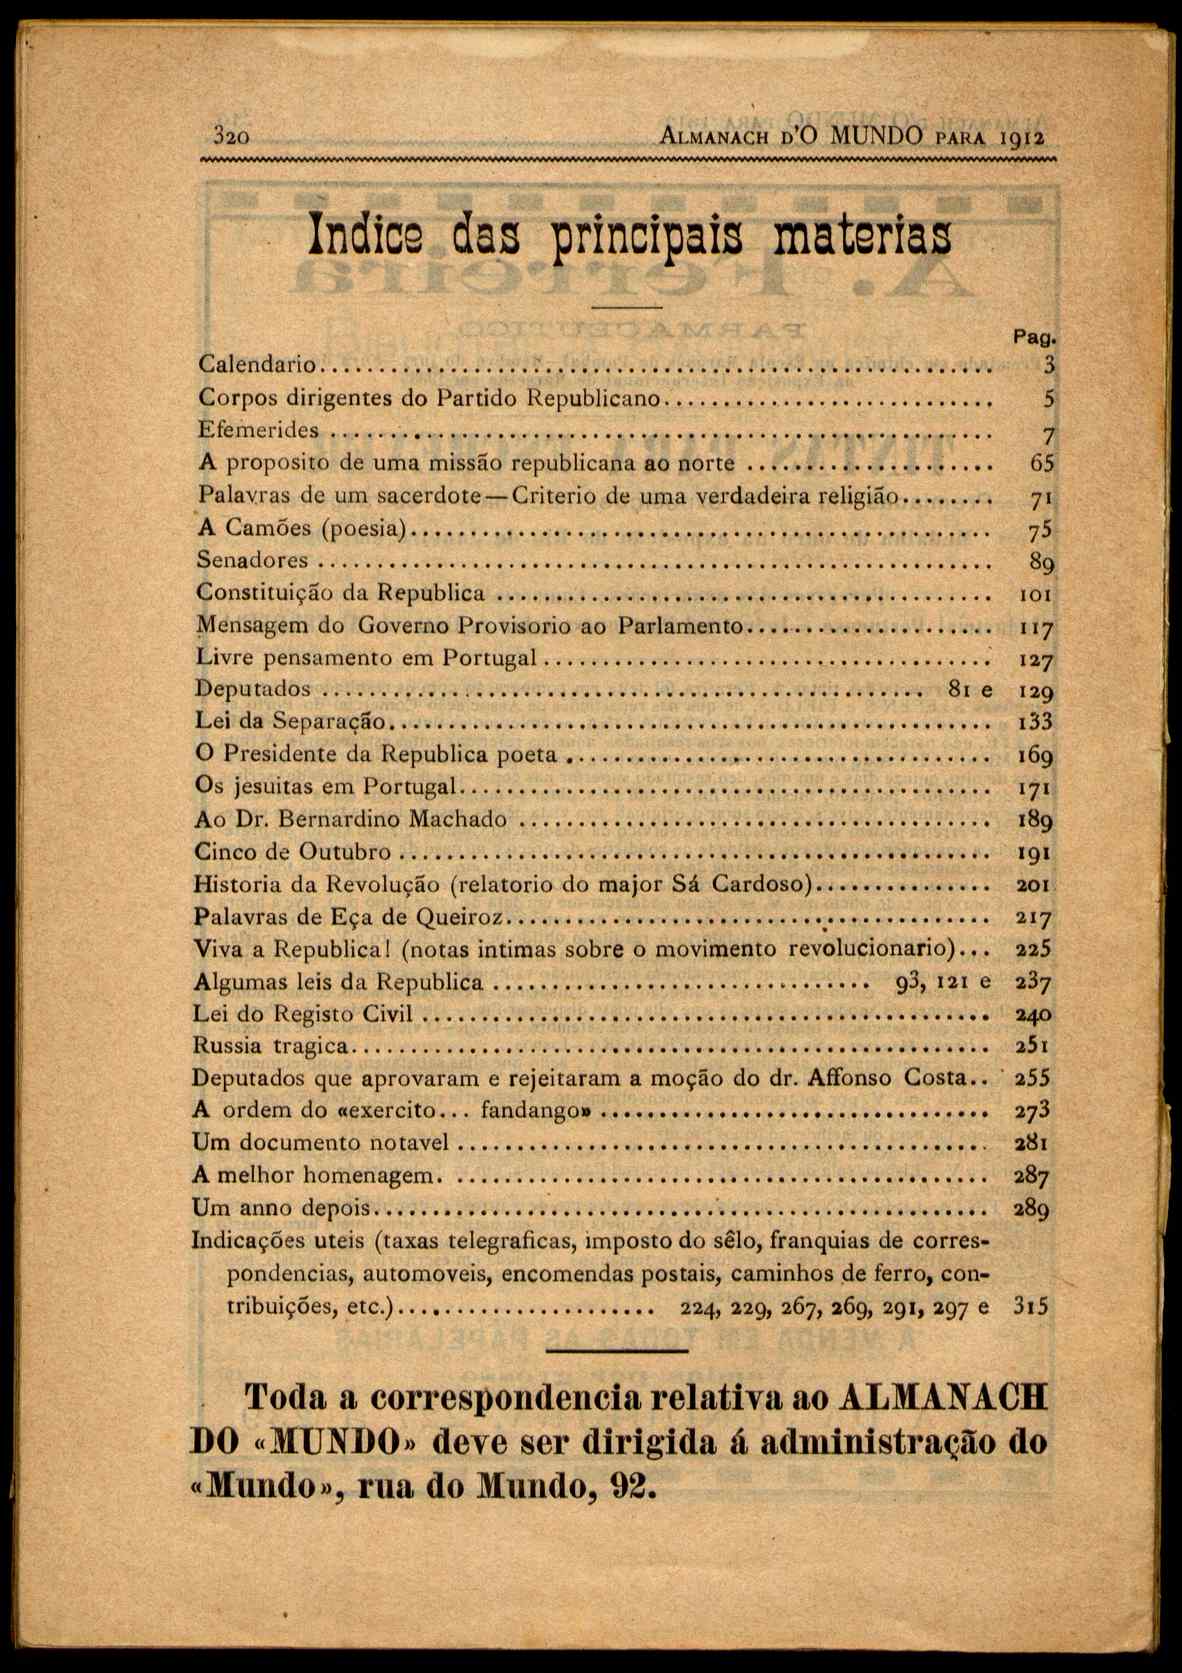 320 ALMANACH D'O MUNDO PARA 1912
Indice das principais materias
Pag.
Calendario........................................................ 3
Corpos dirigentes do Partido Republicano............................ 5
Efemerides ........................................................ 7
A proposito de uma missão republicana ao norte ..................... 65
Palavras de um sacerdote—Criterio de uma verdadeira religião........ 71
A Camões (poesia).................................................. 75
Senadores ......................................................... 89
Constituição da Republica .......................................... 101
Mensagem do Governo Provisorio ao Parlamento..................... 117
Livre pensamento em Portugal...................................... 127
Deputados ................................................... 81 e 129
Lei da Separação................................................... 133
O Presidente da Republica poeta .................................... 169
Os jesuitas em Portugal............................................. 171
Ao Dr. Bernardino Machado ........................................ 189
Cinco de Outubro .................................................. 191
Historia da Revolução (relatorio do major Sá Cardoso)............... 201
Palavras de Eça de Queiroz......................................... 217
Viva a Republica! (notas intimas sobre o movimento revolucionario)... 225
Algumas leis da Republica ................................ 93, 121 e 237
Lei do Registo Civil ................................................ 240
Russia tragica...................................................... 251
Deputados que aprovaram e rejeitaram a moção do dr. Affonso Costa.. 255
A ordem do «exercito... fandango» ................................. 273
Um documento notavel ............................................. 281
A melhor homenagem. ............................................. 287
Um anno depois.................................................... 289
Indicações uteis (taxas telegraficas, imposto do sêlo, franquias de corres-
pondencias, automoveis, encomendas postais, caminhos de ferro, con-
tribuições, etc.)...................... 224, 229, 267, 269, 291, 297 e 315
Toda a correspondencia relativa ao ALMANACH
DO «MUNDO» deve ser dirigida á administração do
«Mundo», rua do Mundo, 92.